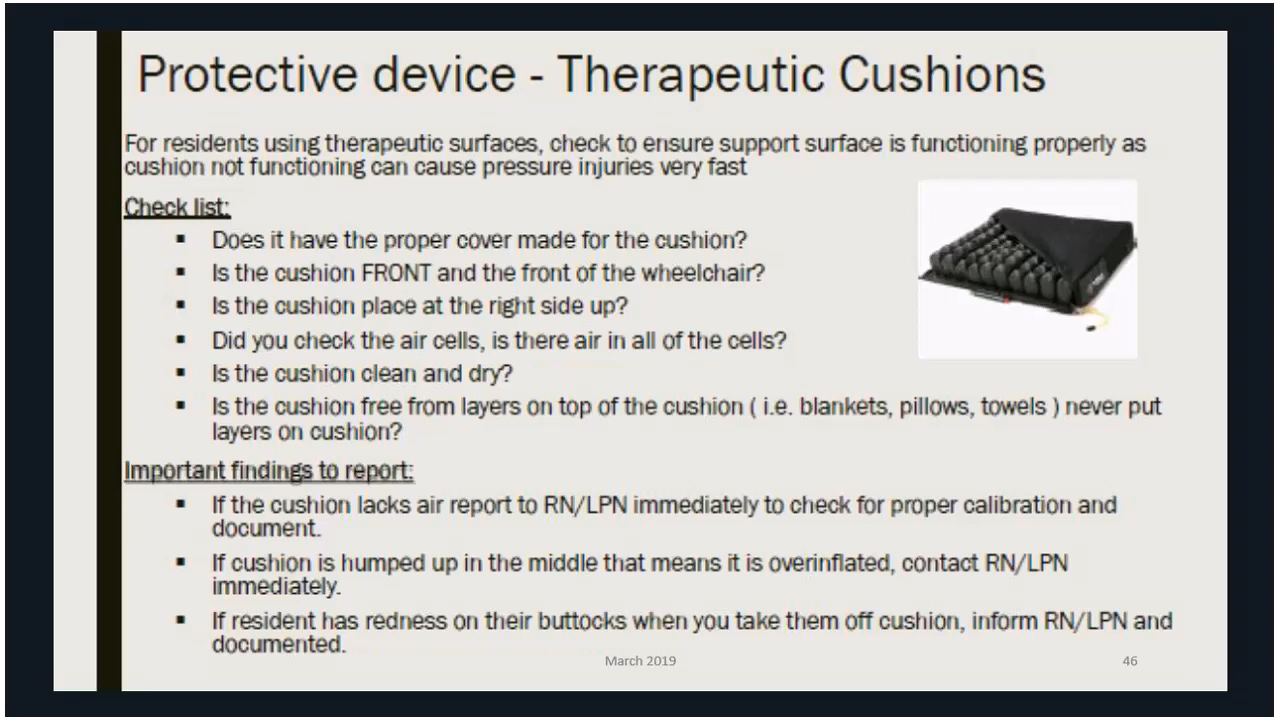 Protective device - Therapeutic Cushions
For residents using therapeutic surfaces, check to ensure support surface is functioning properly as
cushion not functioning can cause pressure injuries very fast
Check list:
▪ Does it have the proper cover made for the cushion?
▪ Is the cushion FRONT and the front of the wheelchair?
▪ Is the cushion place at the right side up?
▪ Did you check the air cells, is there air in all of the cells?
▪ Is the cushion clean and dry?
▪ Is the cushion free from layers on top of the cushion ( i.e. blankets, pillows, towels ) never put
layers on cushion?
Important findings to report:
▪ If the cushion lacks air report to RN/LPN immediately to check for proper calibration and
document.
▪ If cushion is humped up in the middle that means it is overinflated, contact RN/LPN
immediately.
▪ If resident has redness on their buttocks when you take them off cushion, inform RN/LPN and
documented.
March 2019
46